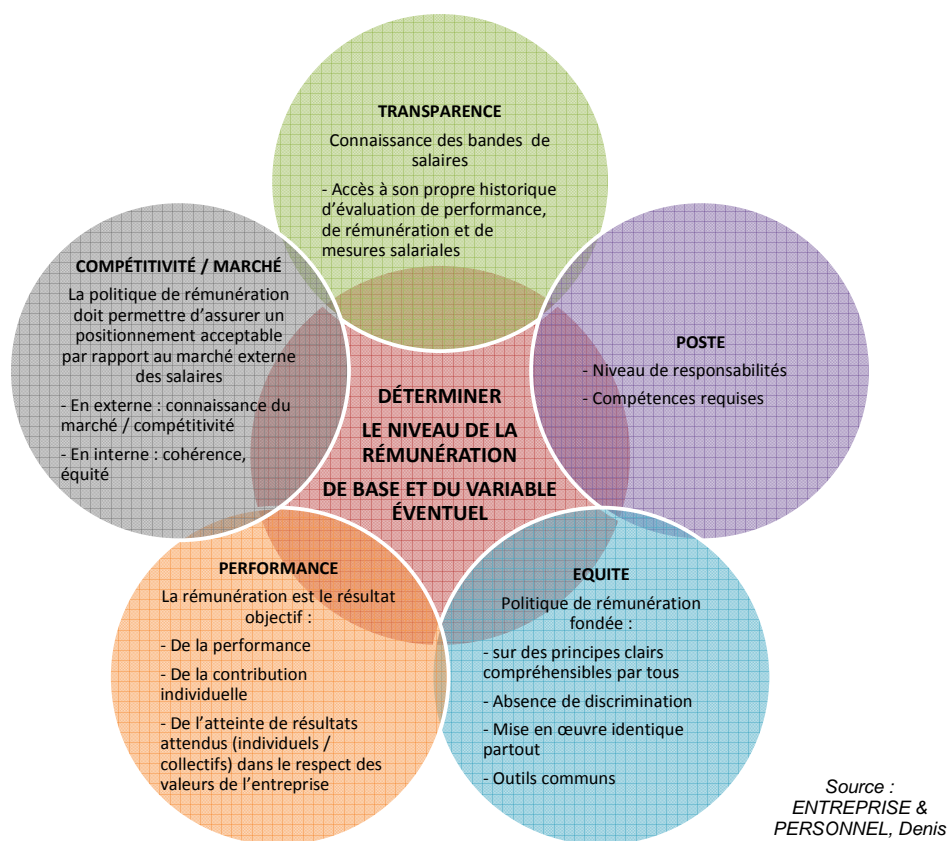 TRANSPARENCE
Connaissance des bandes de
salaires
- Accès à son propre historique
d'évaluation de performance,
de rémunération et de
mesures salariales
COMPÉTITIVITÉ / MARCHÉ
La politique de rémunération
doit permettre d'assurer un
positionnement acceptable
par rapport au marché externe
des salaires
- En externe : connaissance du
marché / compétitivité
- En interne : cohérence,
équité
POSTE
- Niveau de responsabilités
- Compétences requises
DÉTERMINER
LE NIVEAU DE LA
RÉMUNÉRATION
DE BASE ET DU VARIABLE
ÉVENTUEL
PERFORMANCE
La rémunération est le résultat
objectif :
- De la performance
- De la contribution
individuelle
- De l'atteinte de résultats
attendus (individuels /
collectifs) dans le respect des
valeurs de l'entreprise
EQUITE
Politique de rémunération
fondée :
- sur des principes clairs
compréhensibles par tous
- Absence de discrimination
- Mise en œuvre identique
partout
- Outils communs
Source :
ENTREPRISE &
PERSONNEL, Denis